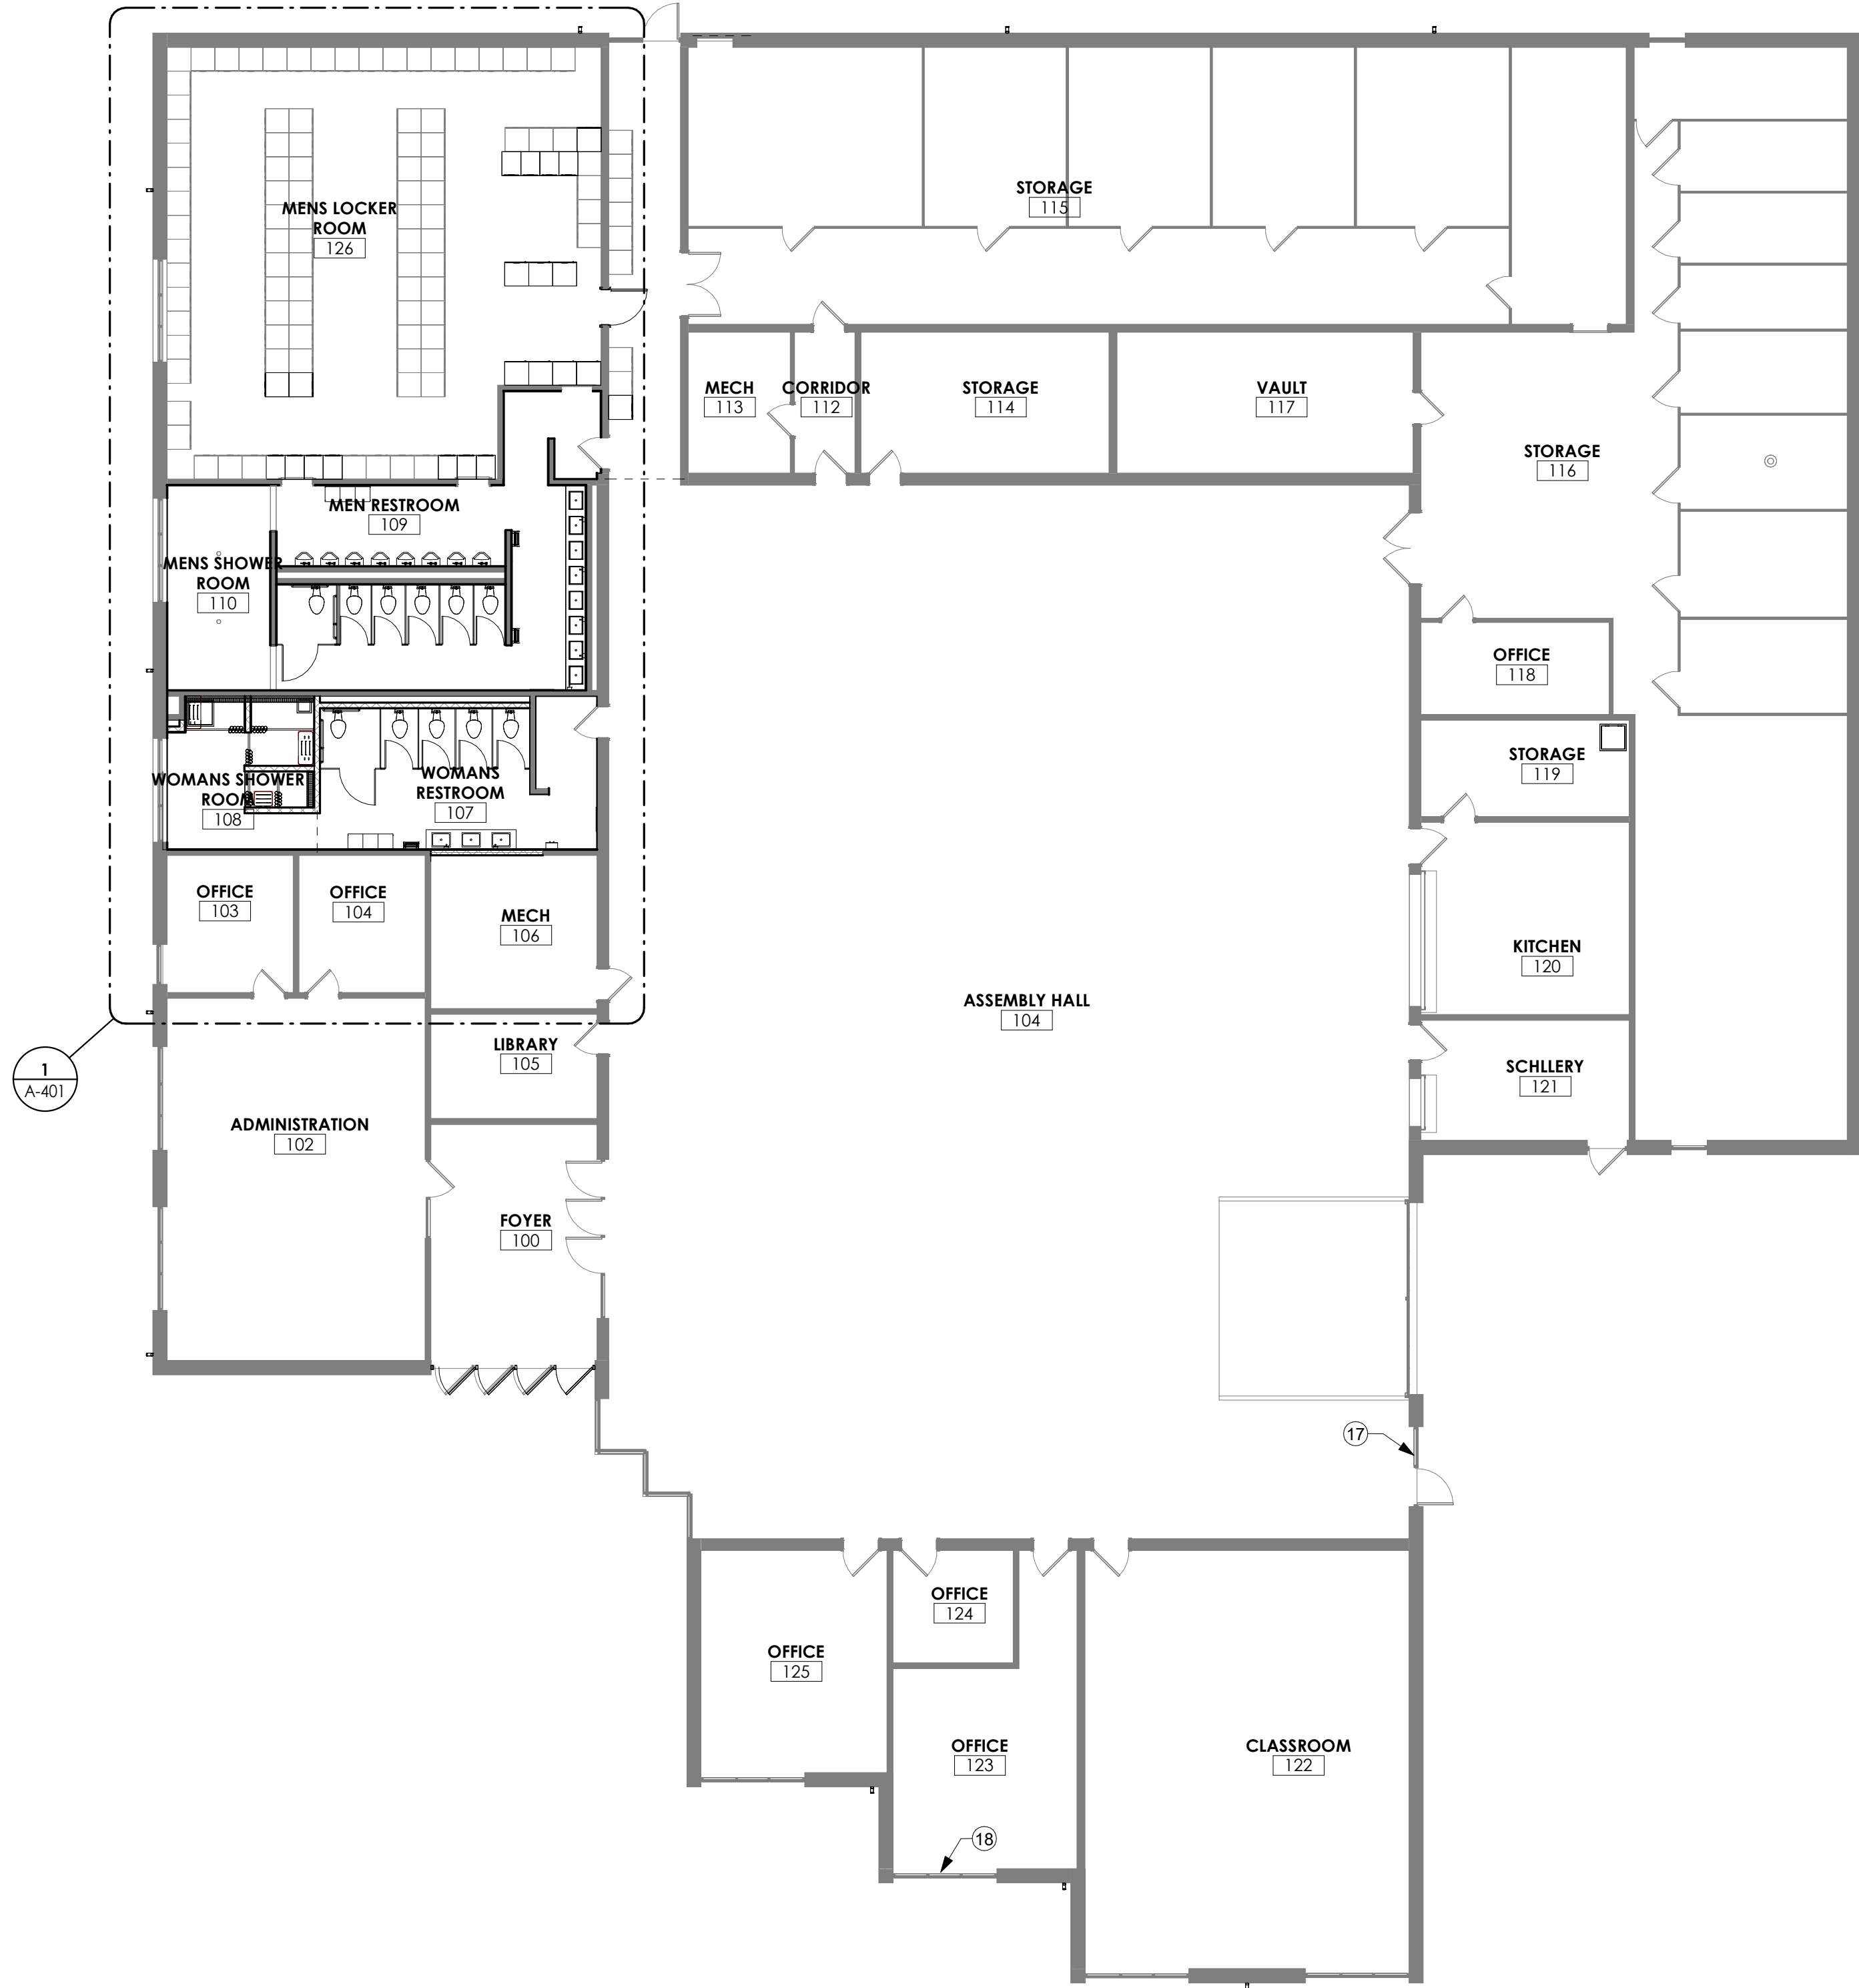 MENS LOCKER
ROOM
126
STORAGE
115
MECH
113
CORRIDOR
112
STORAGE
114
VAULT
117
STORAGE
116
MEN RESTROOM
109
MENS SHOWER
ROOM
110
OFFICE
118
STORAGE
119
WOMANS SHOWER
ROOM
108
WOMANS
RESTROOM
107
OFFICE
103
OFFICE
104
MECH
106
KITCHEN
120
ASSEMBLY HALL
104
LIBRARY
105
SCHLLERY
121
1
A-401
ADMINISTRATION
102
FOYER
100
17
OFFICE
124
OFFICE
125
OFFICE
123
CLASSROOM
122
18